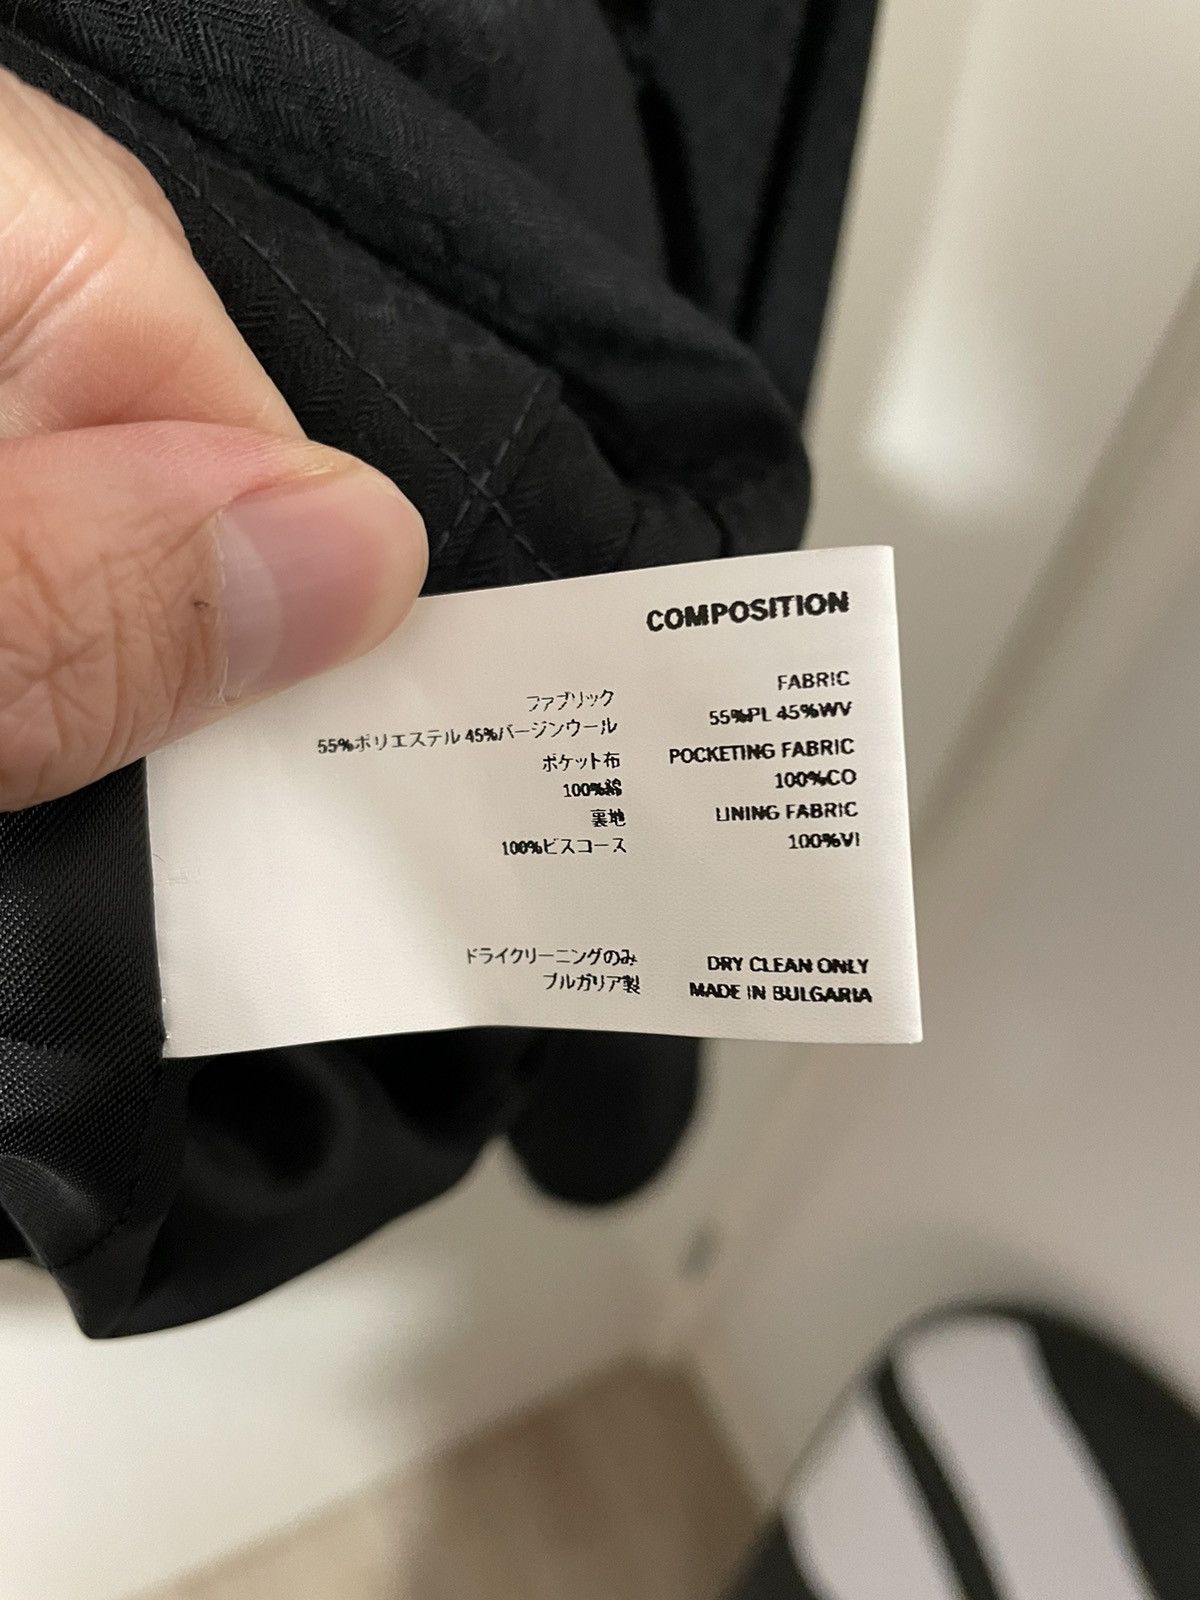 COMPOSITION
ファブリック
55%ポリエステル 45%バージンウール
ポケット布
100%綿
裏地
100%ビスコース
ドライクリーニングのみ
ブルガリア製
FABRIC
55%PL 45%WV
POCKETING FABRIC
100%CO
LINING FABRIC
100%VI
DRY CLEAN ONLY
MADE IN BULGARIA